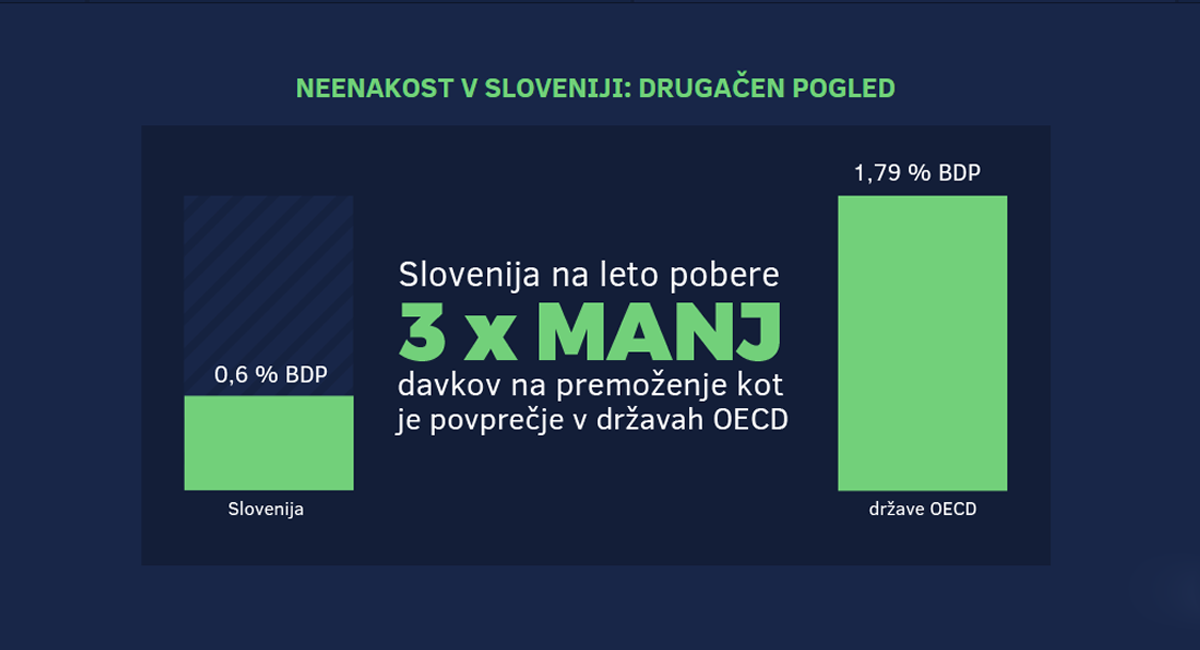 NEENAKOST V SLOVENIJI: DRUGAČEN POGLED
1,79 % BDP
Slovenija na leto pobere
3 x MANJ
davkov na premoženje kot
je povprečje v državah OECD
0,6 % BDP
Slovenija
države OECD